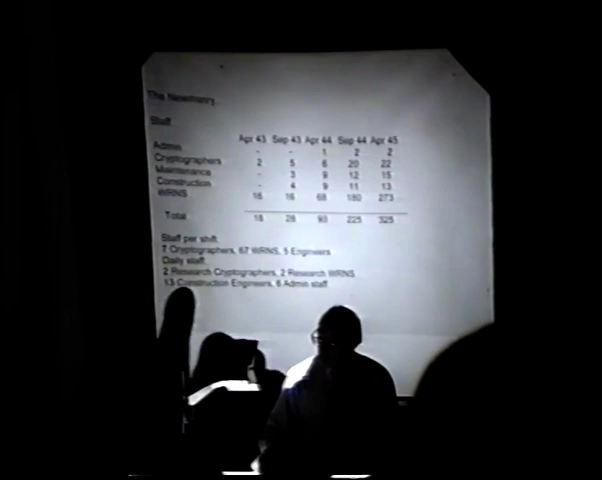 The Newmanry
Staff
Apr 43 Sep 43 Apr 44 Sep 44 Apr 45
Admin - - 1 2 2
Cryptographers 2 5 6 20 22
Maintenance - 3 9 12 15
Construction - 4 9 11 13
WRNS 16 16 68 180 273
Total 18 28 93 225 325
Staff per shift.
7 Cryptographers, 67 WRNS, 5 Engineers
Daily staff.
2 Research Cryptographers, 2 Research WRNS
13 Construction Engineers, 6 Admin staff